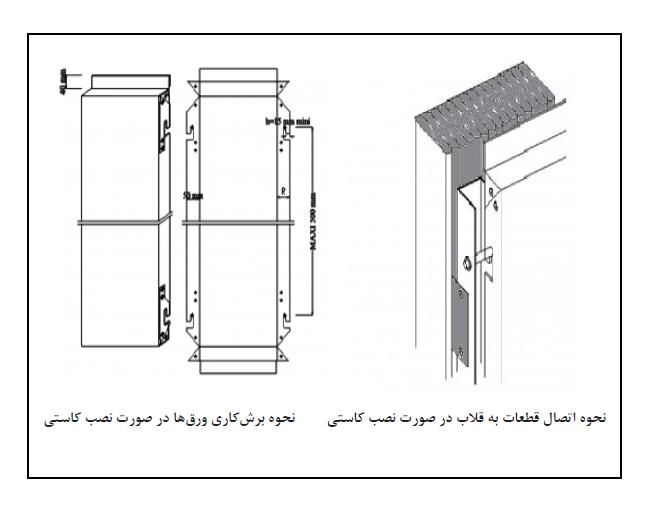 40 mm
h=15 mm mini
50 mm
R
MAXI 500 mm
نحوه اتصال قطعات به قلاب در صورت نصب کاستی
نحوه برش‌کاری ورق‌ها در صورت نصب کاستی